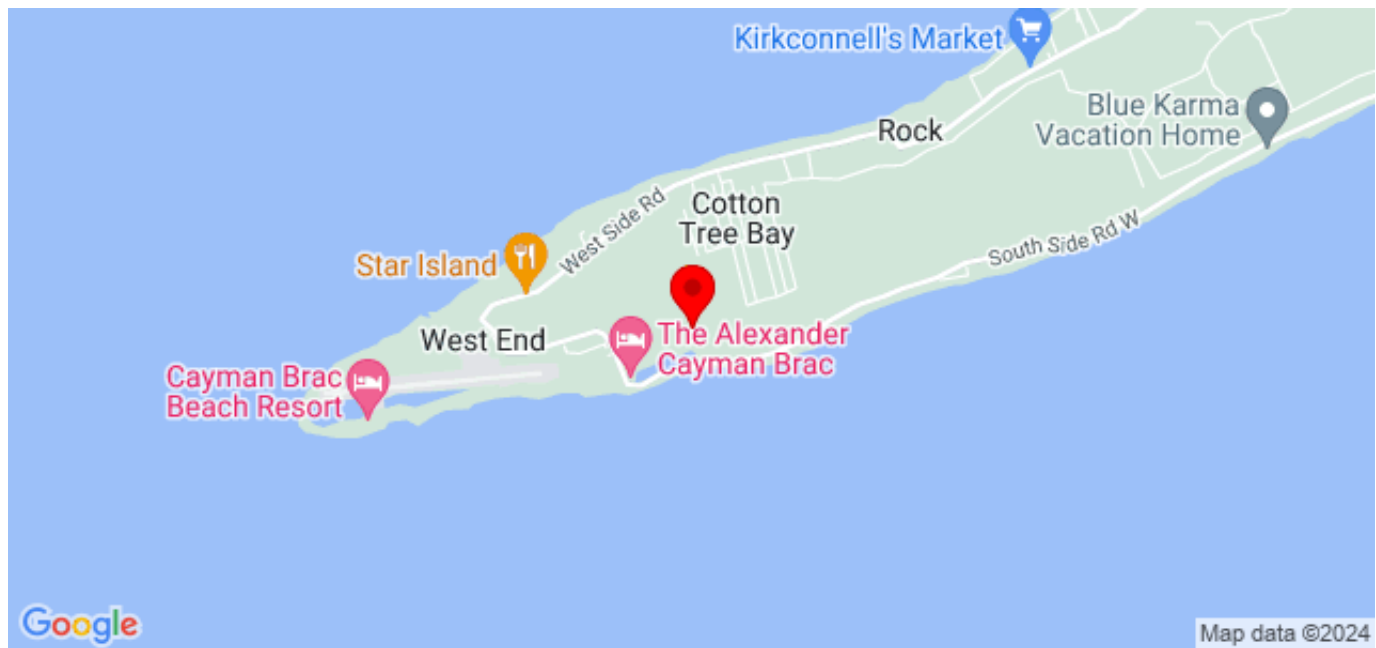 Kirkconnell's Market
Blue Karma
Vacation Home
Rock
Cotton
Tree Bay
West Side Rd
South Side Rd W
Star Island
West End
The Alexander
Cayman Brac
Cayman Brac
Beach Resort
Google
Map data ©2024